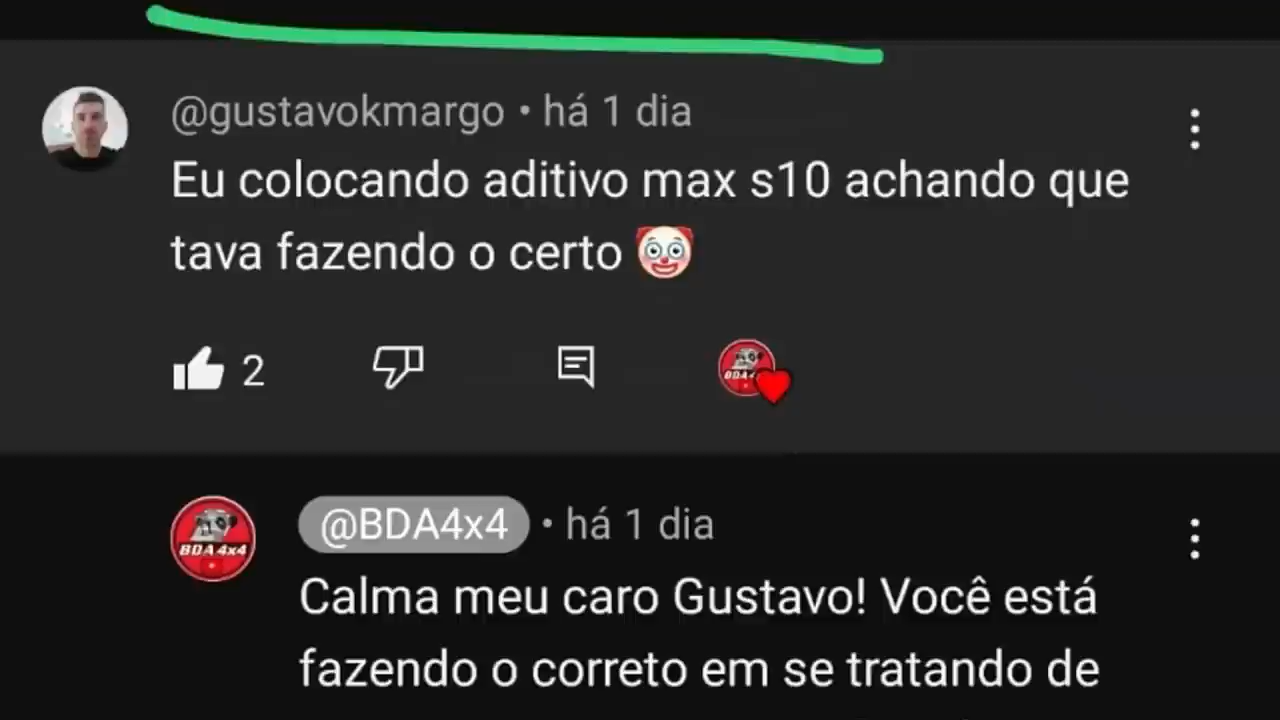 @gustavokmargo • há 1 dia
Eu colocando aditivo max s10 achando que
tava fazendo o certo 🤡
2
BDA4x4
@BDA4x4 • há 1 dia
Calma meu caro Gustavo! Você está
fazendo o correto em se tratando de